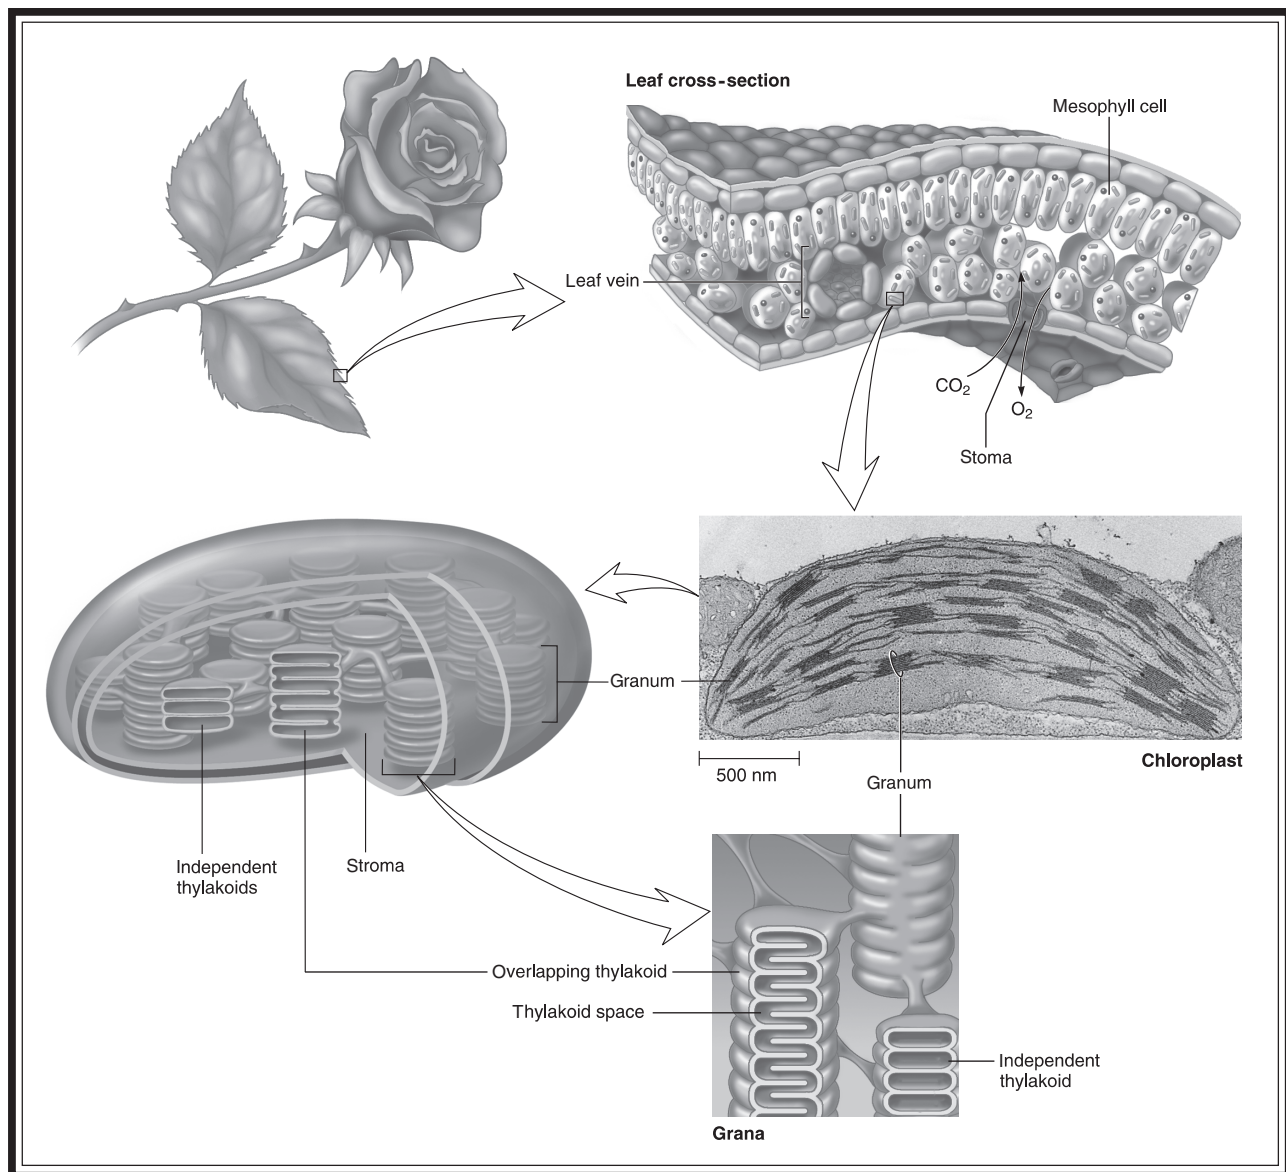 Leaf cross-section
Mesophyll cell
Leaf vein
CO2
O2
Stoma
Granum
500 nm
Chloroplast
Granum
Independent
thylakoids
Stroma
Overlapping thylakoid
Thylakoid space
Independent
thylakoid
Grana